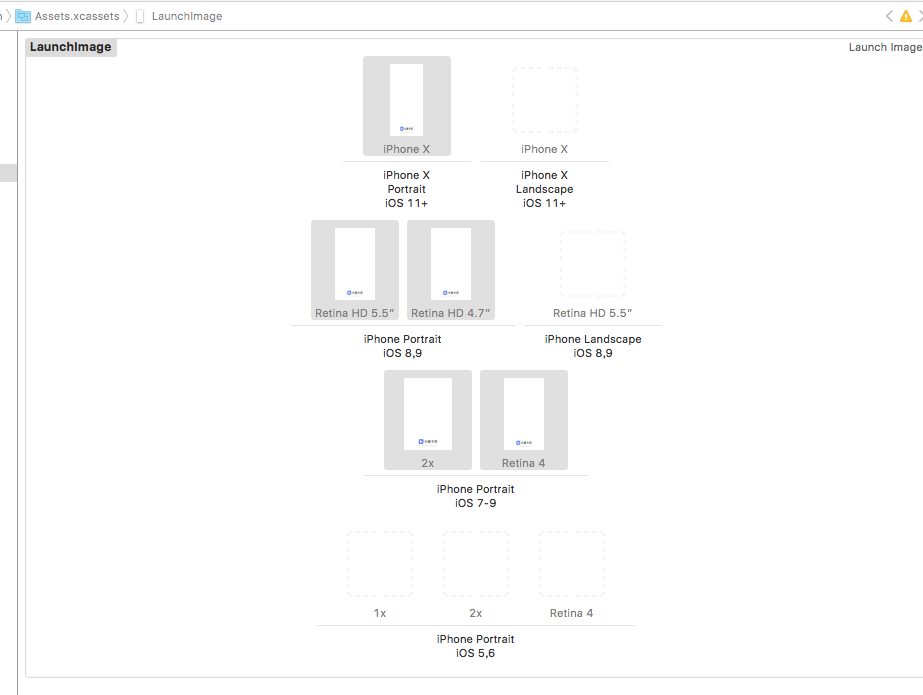 Assets.xcassets
LaunchImage
LaunchImage
Launch Image
iPhone X
iPhone X
iPhone X
Portrait
iOS 11+
iPhone X
Landscape
iOS 11+
Retina HD 5.5”
Retina HD 4.7”
Retina HD 5.5”
iPhone Portrait
iOS 8,9
iPhone Landscape
iOS 8,9
2x
Retina 4
iPhone Portrait
iOS 7-9
1x
2x
Retina 4
iPhone Portrait
iOS 5,6